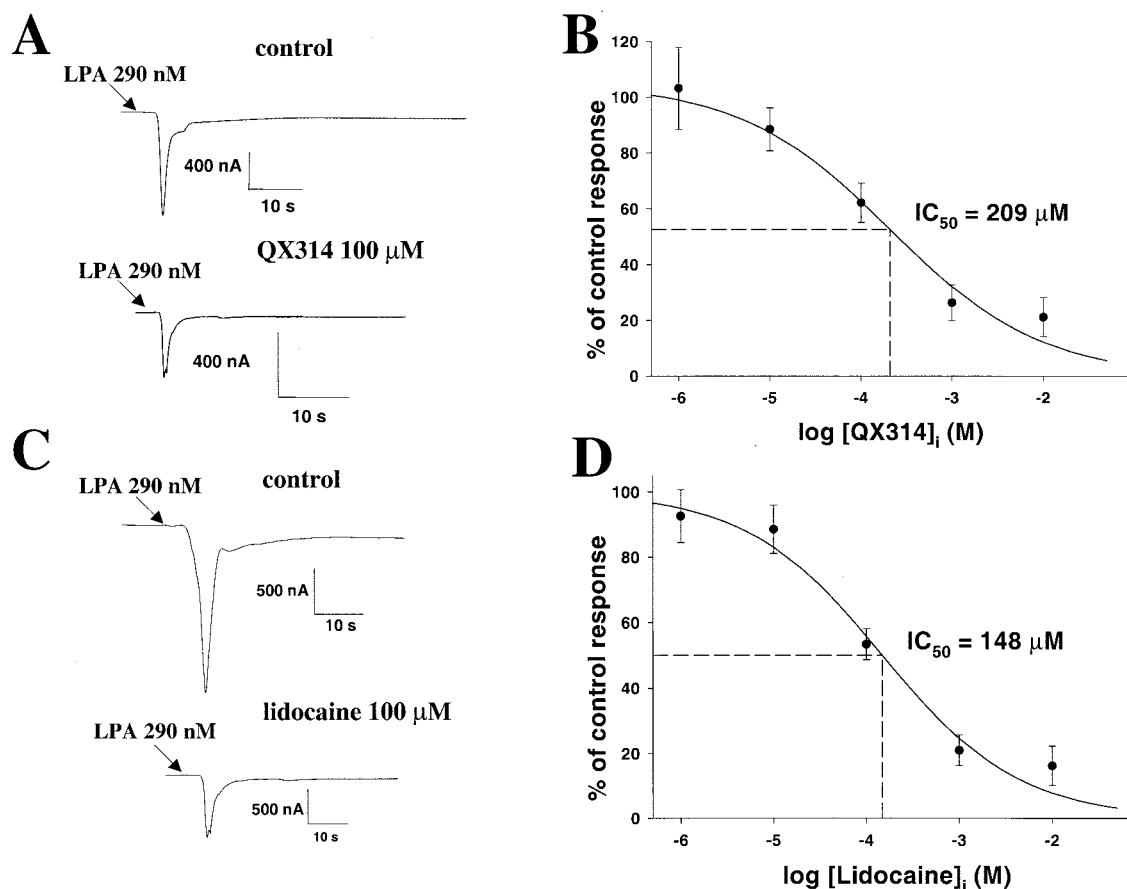 A
control
LPA 290 nM
400 nA
10 s
QX314 100 μM
LPA 290 nM
400 nA
10 s
B
120
100
80
60
40
20
0
% of control response
IC50 = 209 μM
-6 -5 -4 -3 -2
log [QX314]i (M)
C
control
LPA 290 nM
500 nA
10 s
lidocaine 100 μM
LPA 290 nM
500 nA
10 s
D
100
80
60
40
20
0
% of control response
IC50 = 148 μM
-6 -5 -4 -3 -2
log [Lidocaine]i (M)